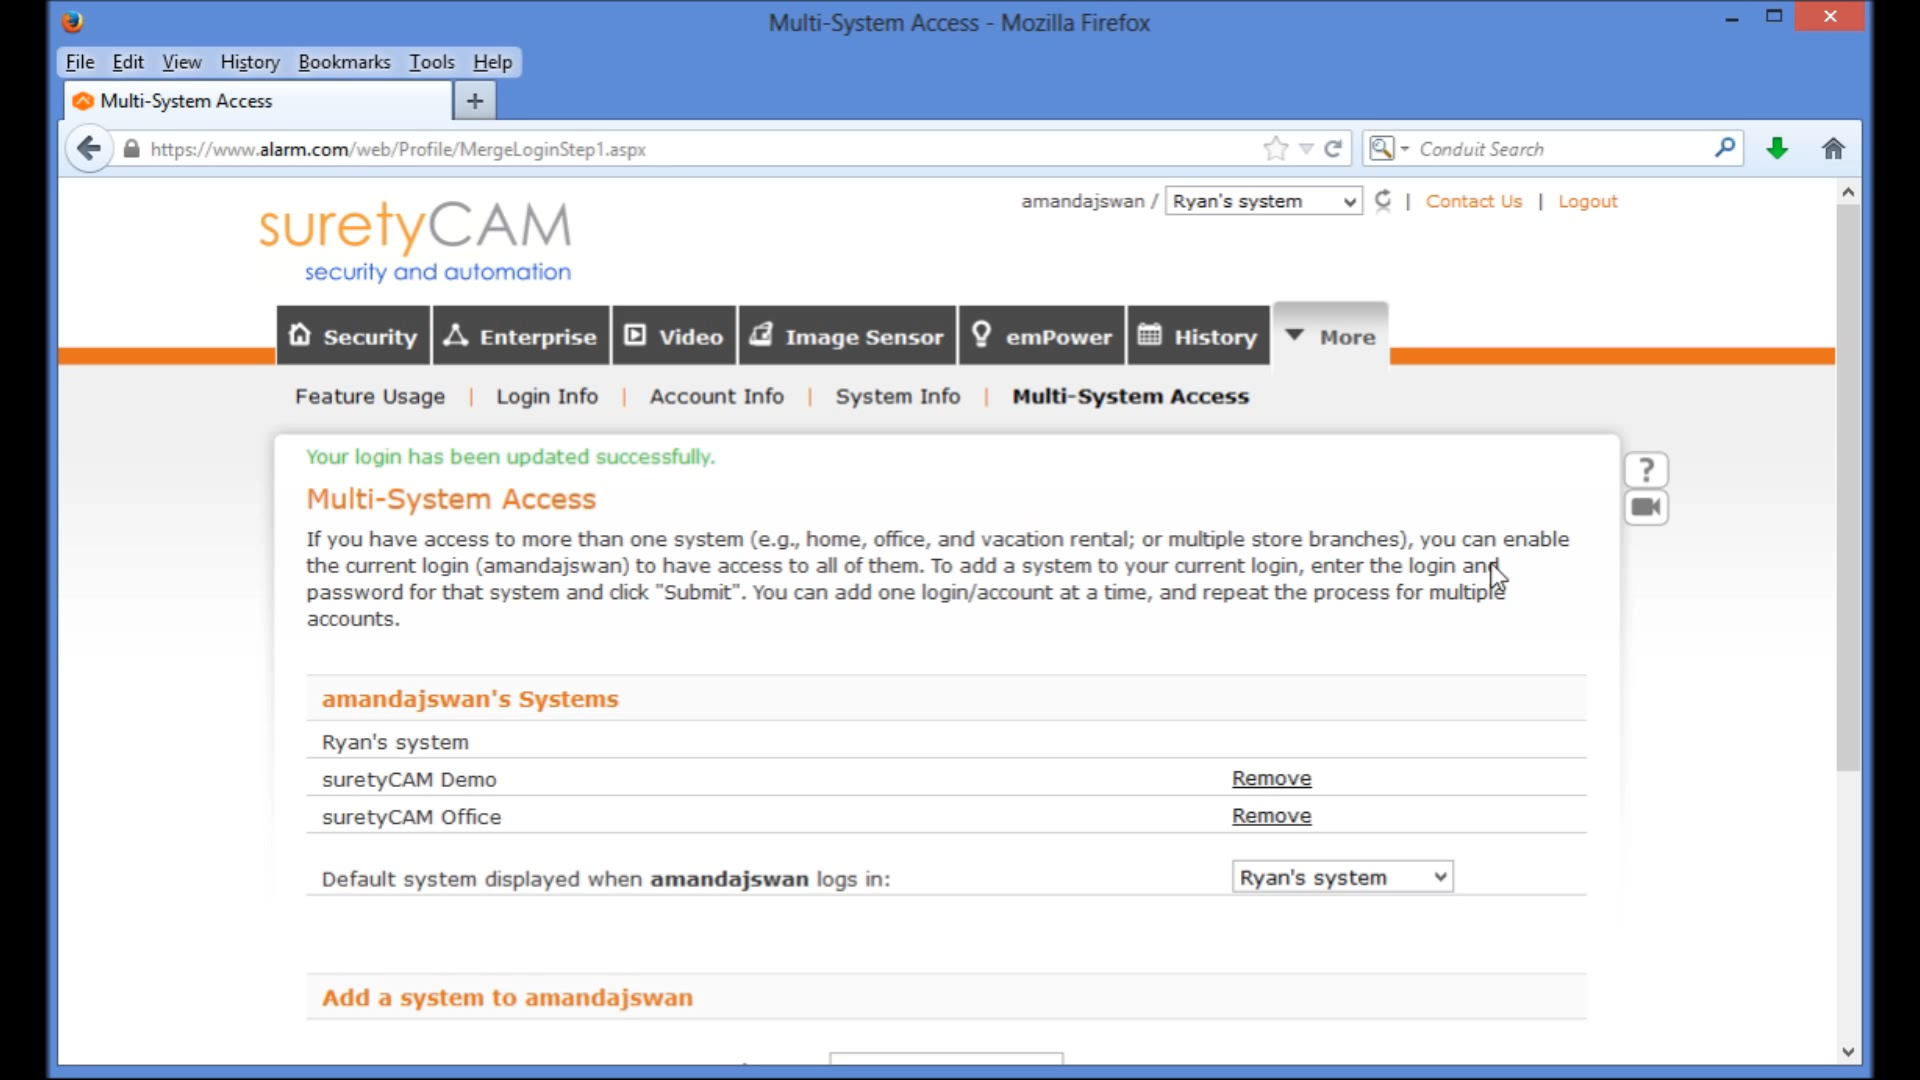 Multi-System Access - Mozilla Firefox
File Edit View History Bookmarks Tools Help
Multi-System Access
https://www.alarm.com/web/Profile/MergeLoginStep1.aspx
Conduit Search
amandajswan / Ryan's system | Contact Us | Logout
suretyCAM
security and automation
Security Enterprise Video Image Sensor emPower History More
Feature Usage | Login Info | Account Info | System Info | Multi-System Access
Your login has been updated successfully.
?
Multi-System Access
If you have access to more than one system (e.g., home, office, and vacation rental; or multiple store branches), you can enable
the current login (amandajswan) to have access to all of them. To add a system to your current login, enter the login and
password for that system and click "Submit". You can add one login/account at a time, and repeat the process for multiple
accounts.
amandajswan's Systems
Ryan's system
suretyCAM Demo Remove
suretyCAM Office Remove
Default system displayed when amandajswan logs in: Ryan's system
Add a system to amandajswan